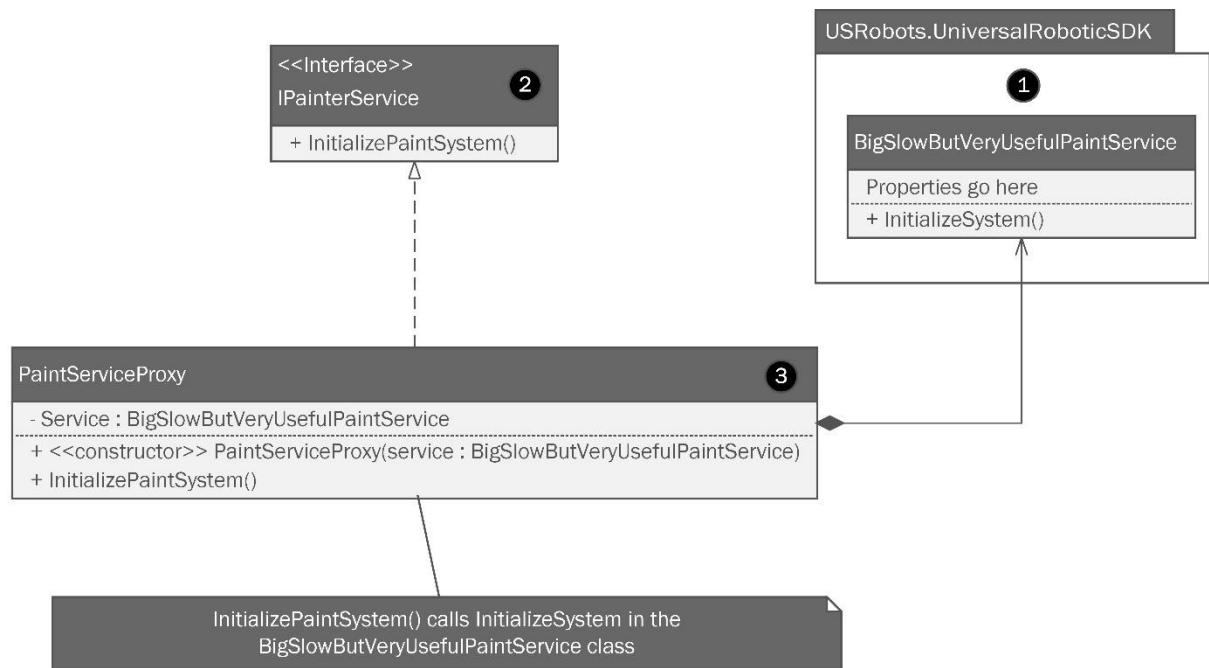 USRobots.UniversalRoboticSDK
<<Interface>>
IPainterService
2
+ InitializePaintSystem()
1
BigSlowButVeryUsefulPaintService
Properties go here
+ InitializeSystem()
PaintServiceProxy
3
- Service : BigSlowButVeryUsefulPaintService
+ <<constructor>> PaintServiceProxy(service : BigSlowButVeryUsefulPaintService)
+ InitializePaintSystem()
InitializePaintSystem() calls InitializeSystem in the
BigSlowButVeryUsefulPaintService class